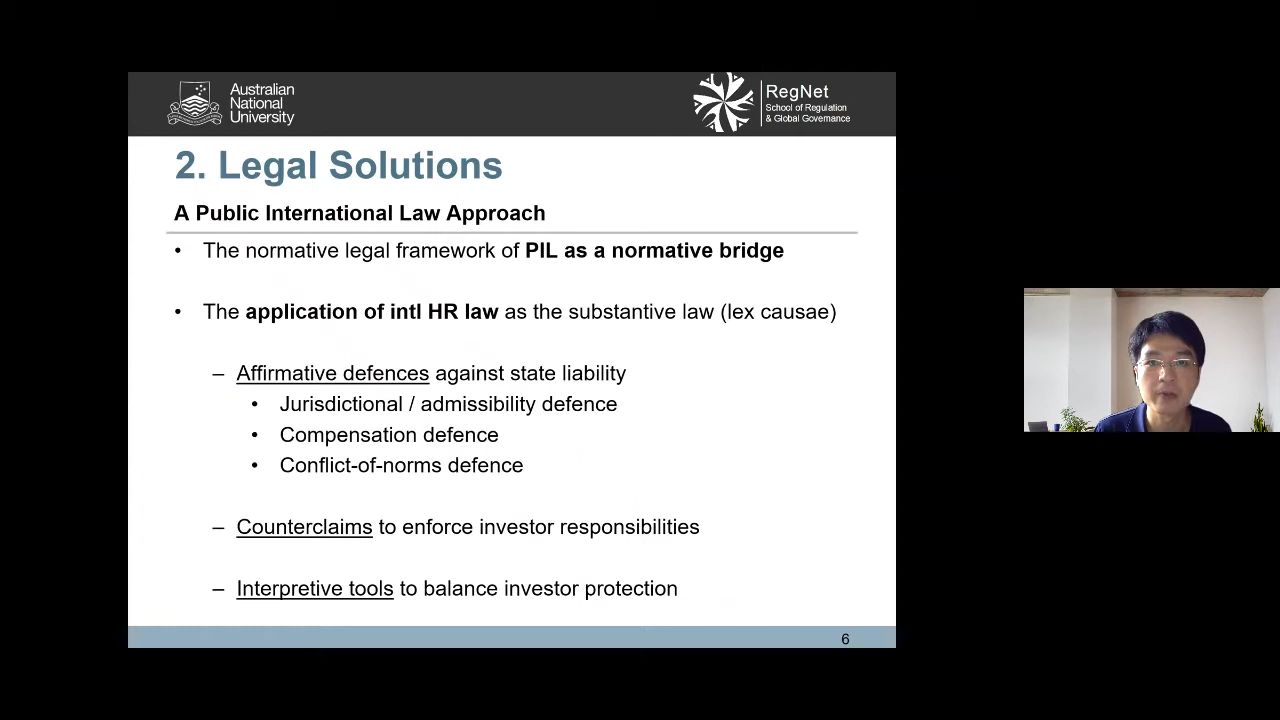 Australian
National
University
RegNet
School of Regulation
& Global Governance
2. Legal Solutions
A Public International Law Approach
• The normative legal framework of PIL as a normative bridge
• The application of intl HR law as the substantive law (lex causae)
– Affirmative defences against state liability
• Jurisdictional / admissibility defence
• Compensation defence
• Conflict-of-norms defence
– Counterclaims to enforce investor responsibilities
– Interpretive tools to balance investor protection
6